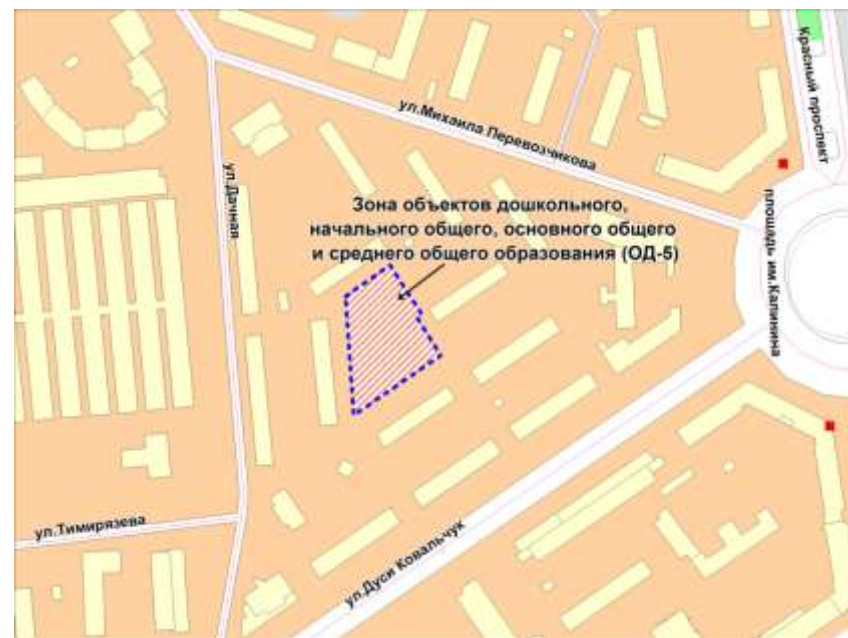 Красный проспект
ул.Михаила Перевозчикова
ул.Дачная
площадь им.Калинина
Зона объектов дошкольного,
начального общего, основного общего
и среднего общего образования (ОД-5)
ул.Тимирязева
ул.Дуси Ковальчук